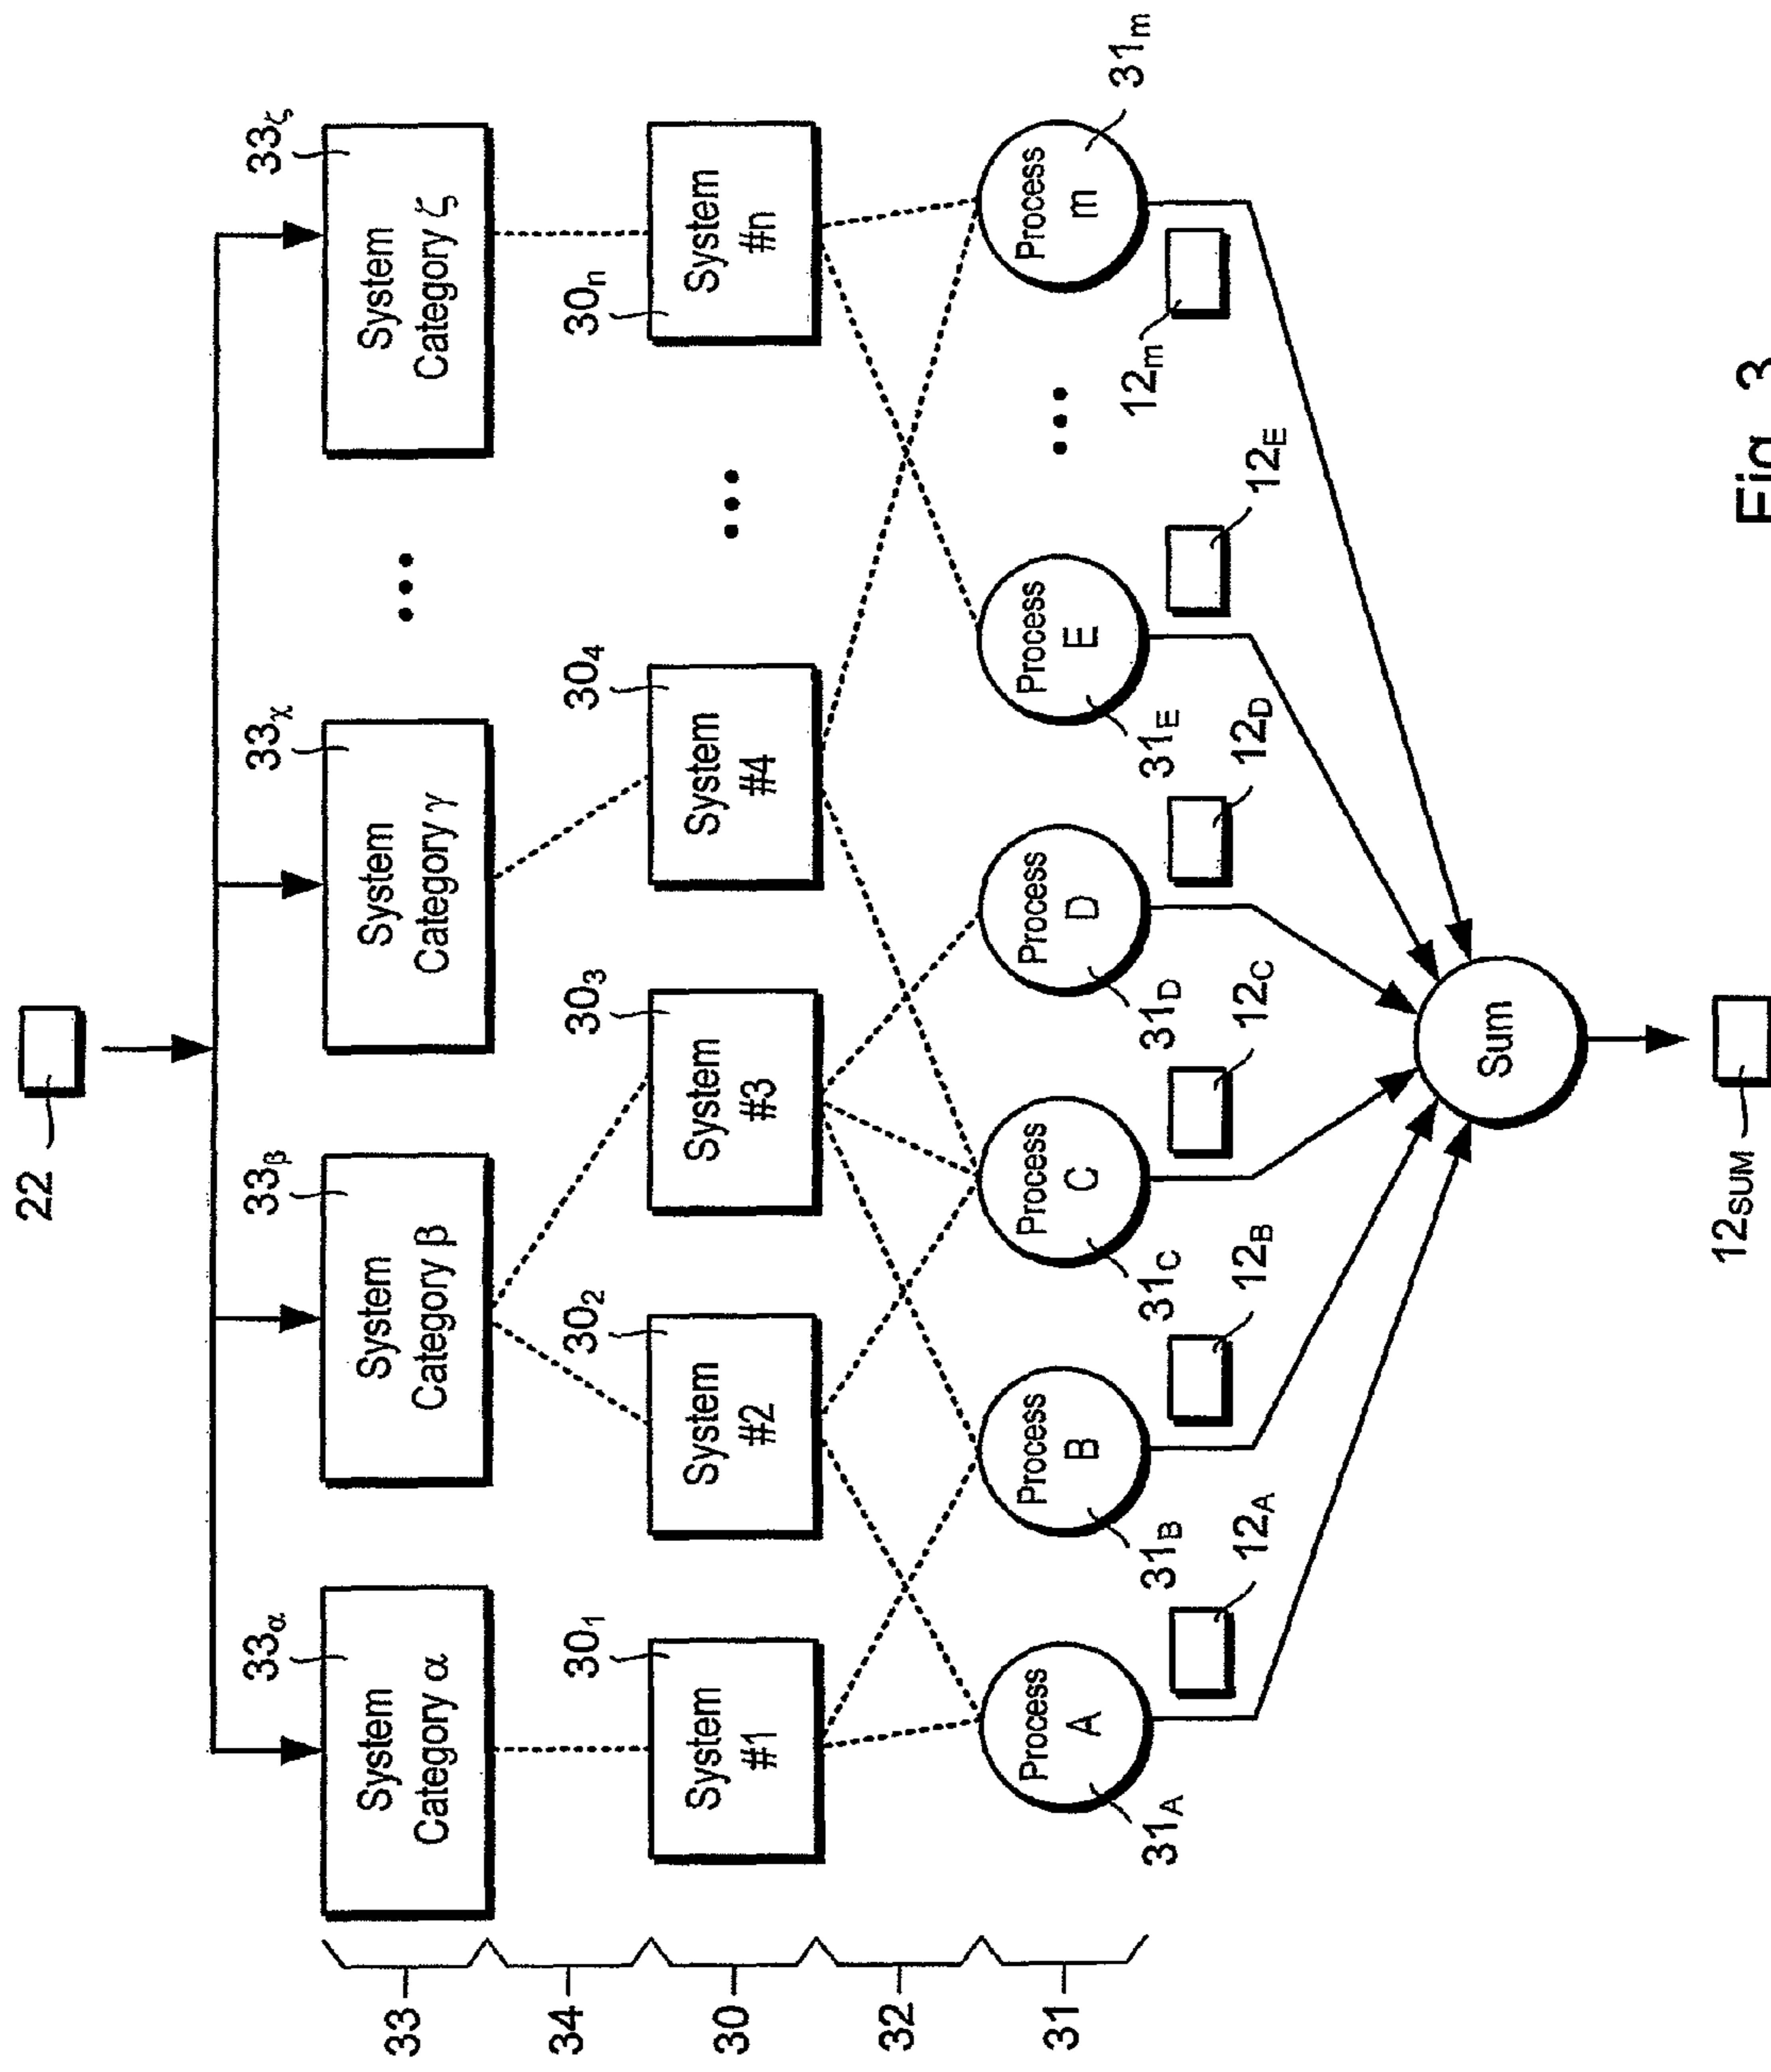 22
33α
33β
33χ
33ζ
System
Category α
System
Category β
System
Category γ
System
Category ζ
30₁
30₂
30₃
30₄
30ₙ
System
#1
System
#2
System
#3
System
#4
System
#n
Process
A
Process
B
Process
C
Process
D
Process
E
Process
m
31A
31B
31C
31D
31E
31m
12A
12B
12C
12D
12E
12m
Sum
12SUM
33
34
30
32
31
Fig. 3